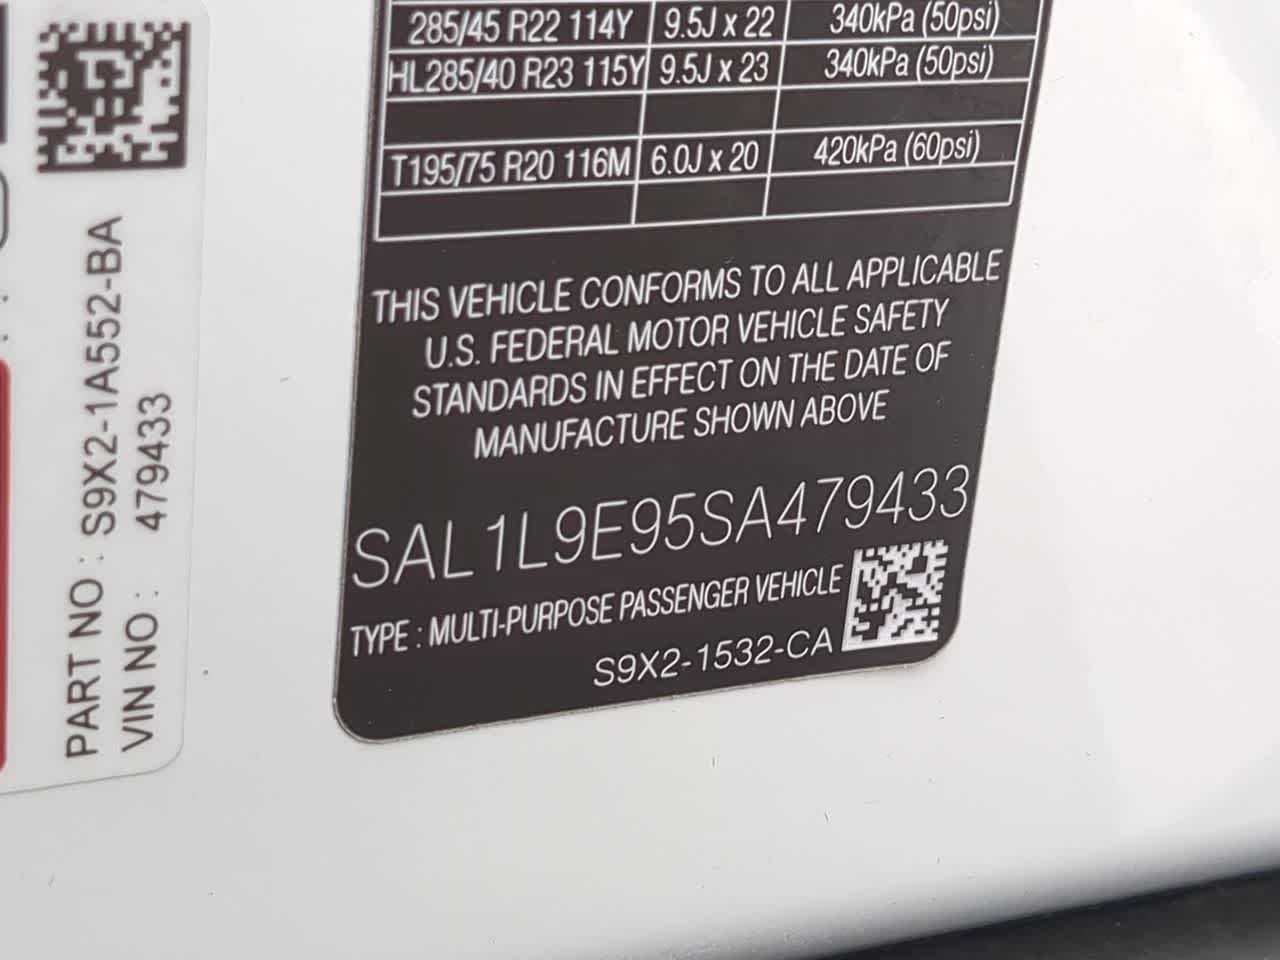 285/45 R22 114Y 9.5J x 22 340kPa (50psi)
HL285/40 R23 115Y 9.5J x 23 340kPa (50psi)
T195/75 R20 116M 6.0J x 20 420kPa (60psi)
THIS VEHICLE CONFORMS TO ALL APPLICABLE
U.S. FEDERAL MOTOR VEHICLE SAFETY
STANDARDS IN EFFECT ON THE DATE OF
MANUFACTURE SHOWN ABOVE
SAL1L9E95SA479433
TYPE : MULTI-PURPOSE PASSENGER VEHICLE
S9X2-1532-CA
PART NO : S9X2-1A552-BA
VIN NO : 479433